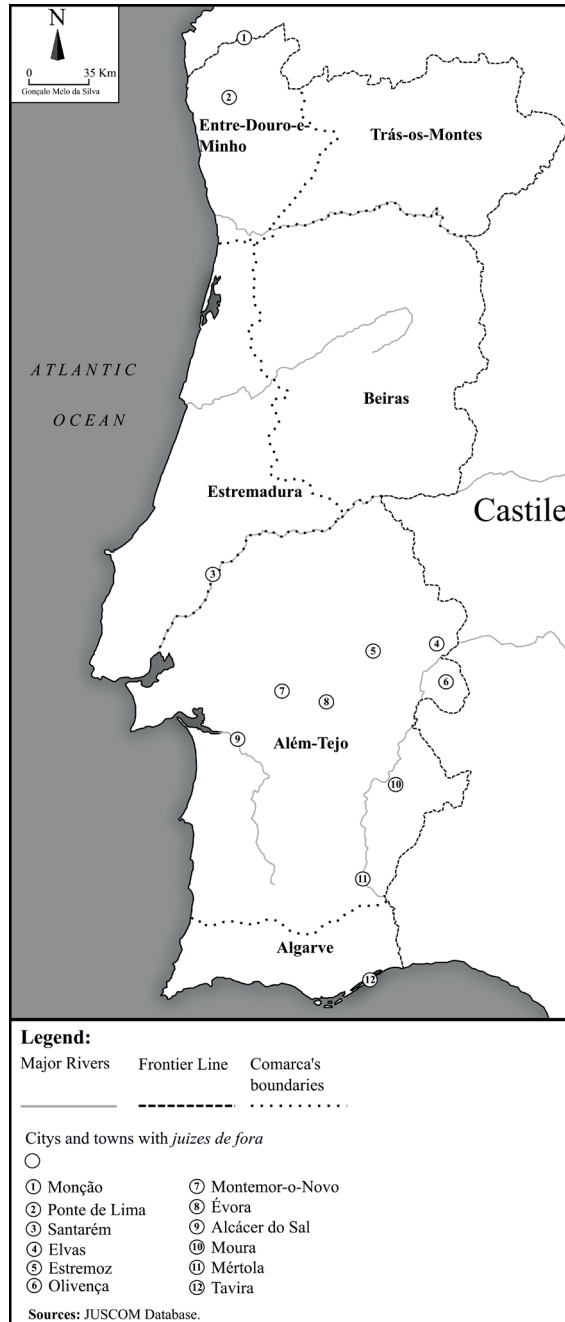 N
0 35 Km
Gonçalo Melo da Silva
1
2
Entre-Douro-e-
Minho
Trás-os-Montes
ATLANTIC
OCEAN
Beiras
Estremadura
Castile
3
4
5
6
7
8
9
Além-Tejo
10
11
Algarve
12
Legend:
Major Rivers
Frontier Line
Comarca's
boundaries
Citys and towns with juizes de fora
1 Monção
2 Ponte de Lima
3 Santarém
4 Elvas
5 Estremoz
6 Olivença
7 Montemor-o-Novo
8 Évora
9 Alcácer do Sal
10 Moura
11 Mértola
12 Tavira
Sources: JUSCOM Database.